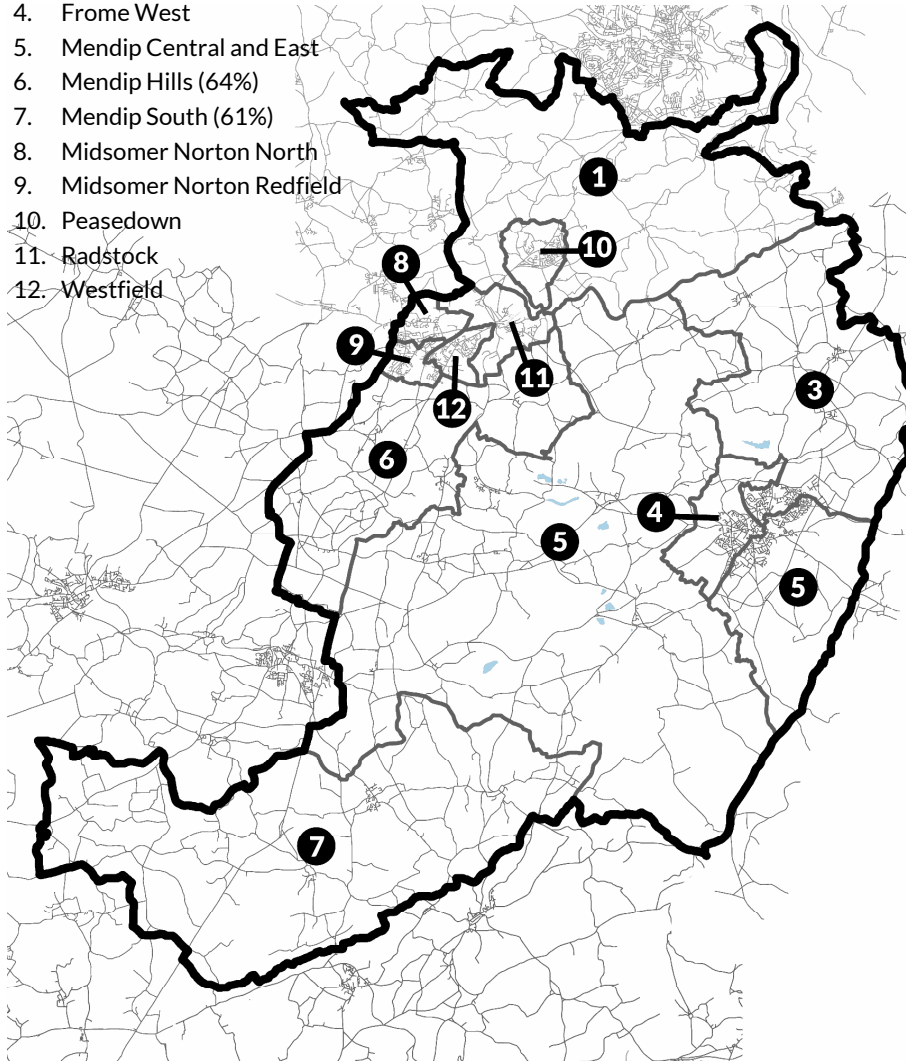 4. Frome West
5. Mendip Central and East
6. Mendip Hills (64%)
7. Mendip South (61%)
8. Midsomer Norton North
9. Midsomer Norton Redfield
10. Peasedown
11. Radstock
12. Westfield
1
10
8
9
11
12
3
6
4
5
5
7